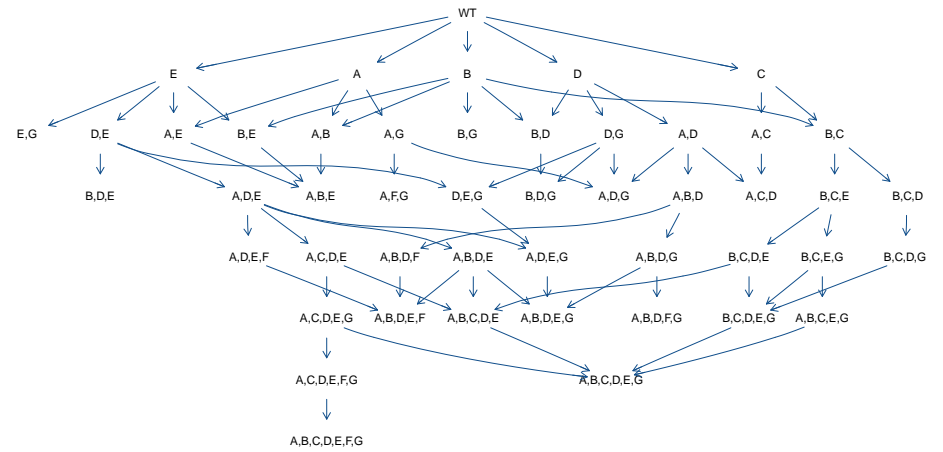 WT
E A B D C
E,G D,E A,E B,E A,B A,G B,G B,D D,G A,D A,C B,C
B,D,E A,D,E A,B,E A,F,G D,E,G B,D,G A,D,G A,B,D A,C,D B,C,E B,C,D
A,D,E,F A,C,D,E A,B,D,F A,B,D,E A,D,E,G A,B,D,G B,C,D,E B,C,E,G B,C,D,G
A,C,D,E,G A,B,D,E,F A,B,C,D,E A,B,D,E,G A,B,D,F,G B,C,D,E,G A,B,C,E,G
A,C,D,E,F,G A,B,C,D,E,G
A,B,C,D,E,F,G